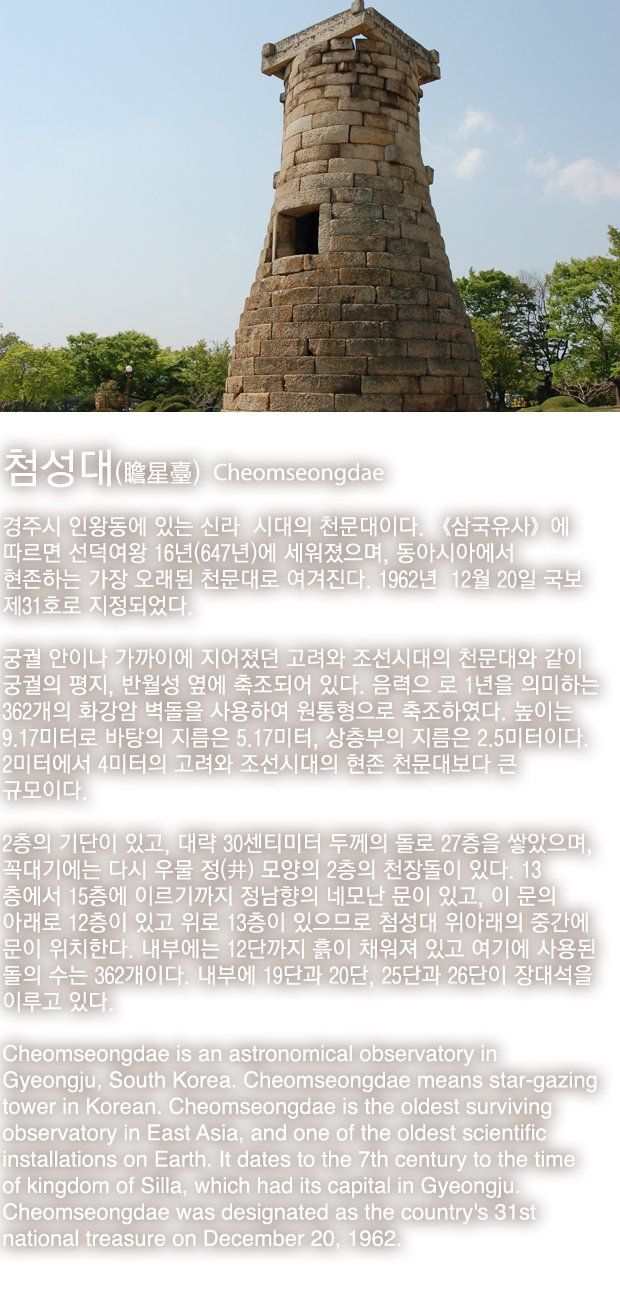 첨성대(瞻星臺) Cheomseongdae
경주시 인왕동에 있는 신라 시대의 천문대이다. 《삼국유사》에
따르면 선덕여왕 16년(647년)에 세워졌으며, 동아시아에서
현존하는 가장 오래된 천문대로 여겨진다. 1962년 12월 20일 국보
제31호로 지정되었다.
궁궐 안이나 가까이에 지어졌던 고려와 조선시대의 천문대와 같이
궁궐의 평지, 반월성 옆에 축조되어 있다. 음력으 로 1년을 의미하는
362개의 화강암 벽돌을 사용하여 원통형으로 축조하였다. 높이는
9.17미터로 바탕의 지름은 5.17미터, 상층부의 지름은 2.5미터이다.
2미터에서 4미터의 고려와 조선시대의 현존 천문대보다 큰
규모이다.
2층의 기단이 있고, 대략 30센티미터 두께의 돌로 27층을 쌓았으며,
꼭대기에는 다시 우물 정(井) 모양의 2층의 천장돌이 있다. 13
층에서 15층에 이르기까지 정남향의 네모난 문이 있고, 이 문의
아래로 12층이 있고 위로 13층이 있으므로 첨성대 위아래의 중간에
문이 위치한다. 내부에는 12단까지 흙이 채워져 있고 여기에 사용된
돌의 수는 362개이다. 내부에 19단과 20단, 25단과 26단이 장대석을
이루고 있다.
Cheomseongdae is an astronomical observatory in
Gyeongju, South Korea. Cheomseongdae means star-gazing
tower in Korean. Cheomseongdae is the oldest surviving
observatory in East Asia, and one of the oldest scientific
installations on Earth. It dates to the 7th century to the time
of kingdom of Silla, which had its capital in Gyeongju.
Cheomseongdae was designated as the country's 31st
national treasure on December 20, 1962.